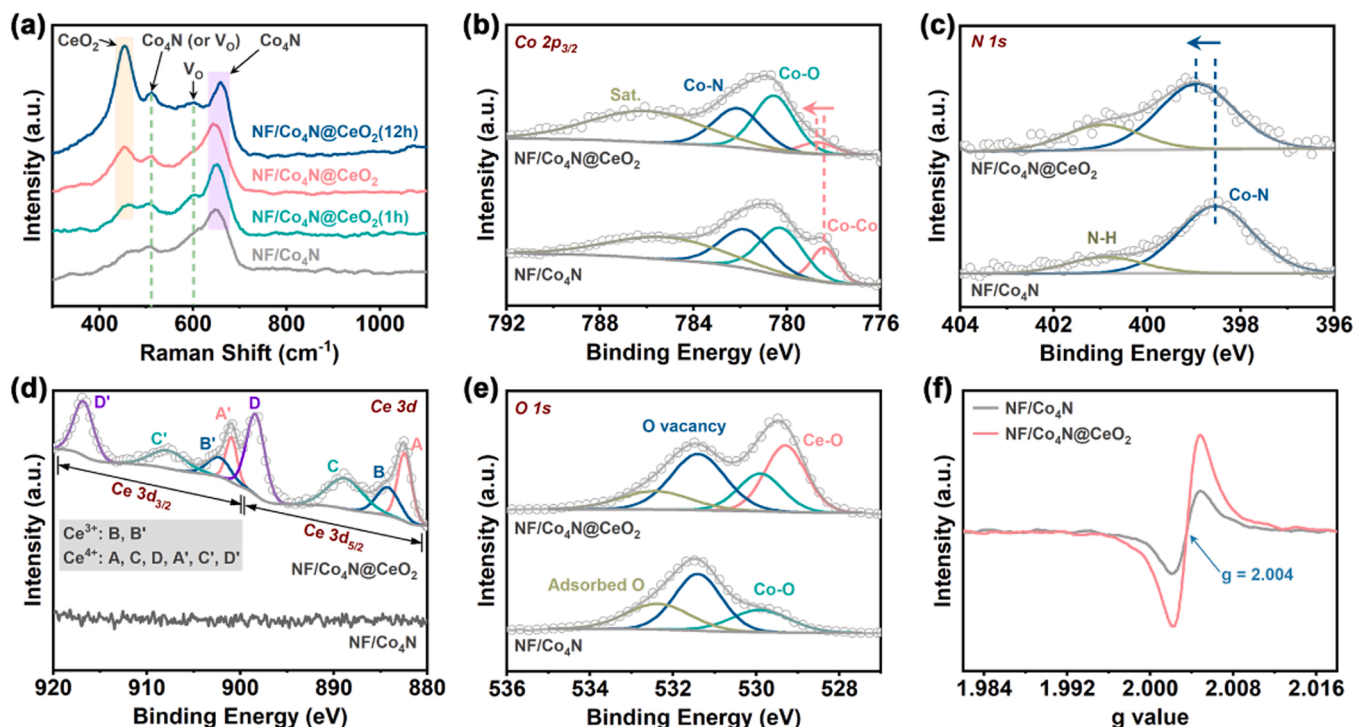 (a)
CeO₂
Co₄N (or V₀)
V₀
Co₄N
NF/Co₄N@CeO₂(12h)
NF/Co₄N@CeO₂
NF/Co₄N@CeO₂(1h)
NF/Co₄N
Intensity (a.u.)
400 600 800 1000
Raman Shift (cm⁻¹)
(b)
Co 2p₃/₂
Sat.
Co-N
Co-O
NF/Co₄N@CeO₂
Co-Co
NF/Co₄N
Intensity (a.u.)
792 788 784 780 776
Binding Energy (eV)
(c)
N 1s
NF/Co₄N@CeO₂
Co-N
N-H
NF/Co₄N
Intensity (a.u.)
404 402 400 398 396
Binding Energy (eV)
(d)
Ce 3d
D'
C'
B'
A'
D
C
B
A
Ce 3d₃/₂
Ce 3d₅/₂
Ce³⁺: B, B'
Ce⁴⁺: A, C, D, A', C', D'
NF/Co₄N@CeO₂
NF/Co₄N
Intensity (a.u.)
920 910 900 890 880
Binding Energy (eV)
(e)
O 1s
O vacancy
Ce-O
NF/Co₄N@CeO₂
Adsorbed O
Co-O
NF/Co₄N
Intensity (a.u.)
536 534 532 530 528
Binding Energy (eV)
(f)
NF/Co₄N
NF/Co₄N@CeO₂
g = 2.004
Intensity (a.u.)
1.984 1.992 2.000 2.008 2.016
g value